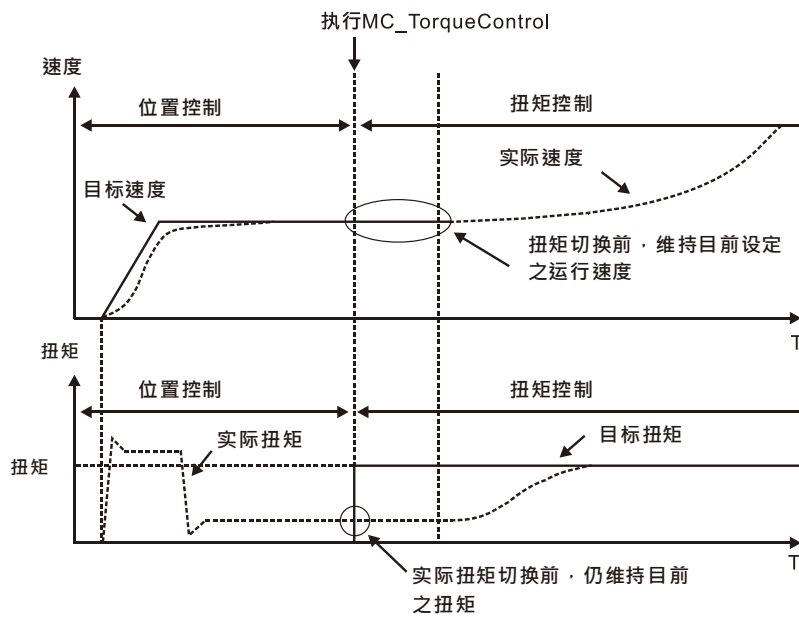 执行MC_TorqueControl
速度
位置控制
扭矩控制
实际速度
目标速度
扭矩切换前，维持目前设定
之运行速度
T
扭矩
位置控制
扭矩控制
实际扭矩
目标扭矩
扭矩
T
实际扭矩切换前，仍维持目前
之扭矩